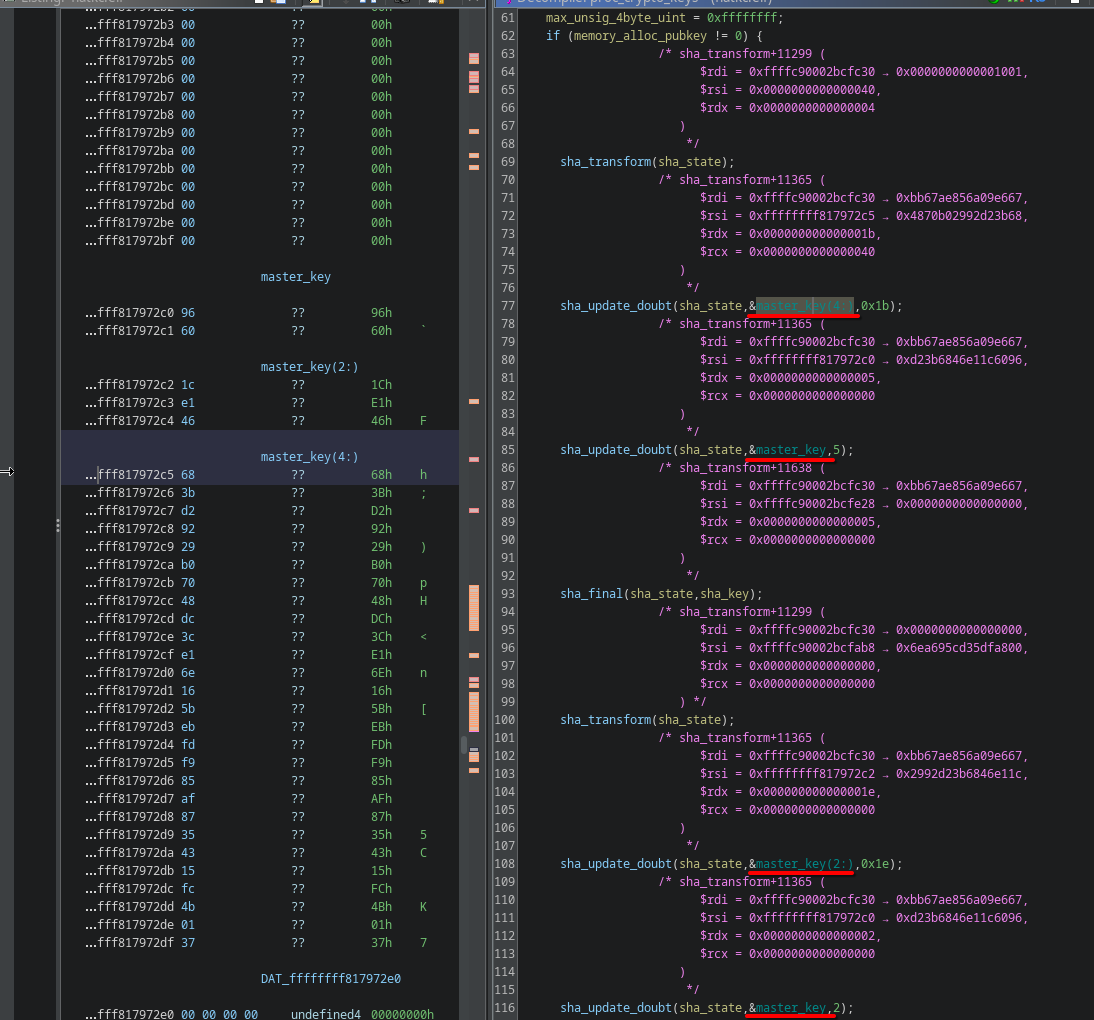 ...fff817972b3 00 ?? 00h
...fff817972b4 00 ?? 00h
...fff817972b5 00 ?? 00h
...fff817972b6 00 ?? 00h
...fff817972b7 00 ?? 00h
...fff817972b8 00 ?? 00h
...fff817972b9 00 ?? 00h
...fff817972ba 00 ?? 00h
...fff817972bb 00 ?? 00h
...fff817972bc 00 ?? 00h
...fff817972bd 00 ?? 00h
...fff817972be 00 ?? 00h
...fff817972bf 00 ?? 00h
master_key
...fff817972c0 96 ?? 96h
...fff817972c1 60 ?? 60h `
master_key(2:)
...fff817972c2 1c ?? 1Ch
...fff817972c3 e1 ?? E1h
...fff817972c4 46 ?? 46h F
master_key(4:)
...fff817972c5 68 ?? 68h h
...fff817972c6 3b ?? 3Bh ;
...fff817972c7 d2 ?? D2h
...fff817972c8 92 ?? 92h
...fff817972c9 29 ?? 29h )
...fff817972ca b0 ?? B0h
...fff817972cb 70 ?? 70h p
...fff817972cc 48 ?? 48h H
...fff817972cd dc ?? DCh
...fff817972ce 3c ?? 3Ch <
...fff817972cf e1 ?? E1h
...fff817972d0 6e ?? 6Eh n
...fff817972d1 16 ?? 16h
...fff817972d2 5b ?? 5Bh [
...fff817972d3 eb ?? EBh
...fff817972d4 fd ?? FDh
...fff817972d5 f9 ?? F9h
...fff817972d6 85 ?? 85h
...fff817972d7 af ?? AFh
...fff817972d8 87 ?? 87h
...fff817972d9 35 ?? 35h 5
...fff817972da 43 ?? 43h C
...fff817972db 15 ?? 15h
...fff817972dc fc ?? FCh
...fff817972dd 4b ?? 4Bh K
...fff817972de 01 ?? 01h
...fff817972df 37 ?? 37h 7
DAT_ffffffff817972e0
...fff817972e0 00 00 00 00 undefined4 00000000h
61 max_unsig_4byte_uint = 0xffffffff;
62 if (memory_alloc_pubkey != 0) {
63 /* sha_transform+11299 (
64 $rdi = 0xffffc90002bcfc30 → 0x0000000000001001,
65 $rsi = 0x0000000000000040,
66 $rdx = 0x0000000000000004
67 )
68 */
69 sha_transform(sha_state);
70 /* sha_transform+11365 (
71 $rdi = 0xffffc90002bcfc30 → 0xbb67ae856a09e667,
72 $rsi = 0xffffffff817972c5 → 0x4870b02992d23b68,
73 $rdx = 0x000000000000001b,
74 $rcx = 0x0000000000000040
75 )
76 */
77 sha_update_doubt(sha_state,&master_key(4:),0x1b);
78 /* sha_transform+11365 (
79 $rdi = 0xffffc90002bcfc30 → 0xbb67ae856a09e667,
80 $rsi = 0xffffffff817972c0 → 0xd23b6846e11c6096,
81 $rdx = 0x0000000000000005,
82 $rcx = 0x0000000000000000
83 )
84 */
85 sha_update_doubt(sha_state,&master_key,5);
86 /* sha_transform+11638 (
87 $rdi = 0xffffc90002bcfc30 → 0xbb67ae856a09e667,
88 $rsi = 0xffffc90002bcfe28 → 0x0000000000000000,
89 $rdx = 0x0000000000000005,
90 $rcx = 0x0000000000000000
91 )
92 */
93 sha_final(sha_state,sha_key);
94 /* sha_transform+11299 (
95 $rdi = 0xffffc90002bcfc30 → 0x0000000000000000,
96 $rsi = 0xffffc90002bcfab8 → 0x6ea695cd35dfa800,
97 $rdx = 0x0000000000000000,
98 $rcx = 0x0000000000000000
99 ) */
100 sha_transform(sha_state);
101 /* sha_transform+11365 (
102 $rdi = 0xffffc90002bcfc30 → 0xbb67ae856a09e667,
103 $rsi = 0xffffffff817972c2 → 0x2992d23b6846e11c,
104 $rdx = 0x000000000000001e,
105 $rcx = 0x0000000000000000
106 )
107 */
108 sha_update_doubt(sha_state,&master_key(2:),0x1e);
109 /* sha_transform+11365 (
110 $rdi = 0xffffc90002bcfc30 → 0xbb67ae856a09e667,
111 $rsi = 0xffffffff817972c0 → 0xd23b6846e11c6096,
112 $rdx = 0x0000000000000002,
113 $rcx = 0x0000000000000000
114 )
115 */
116 sha_update_doubt(sha_state,&master_key,2);